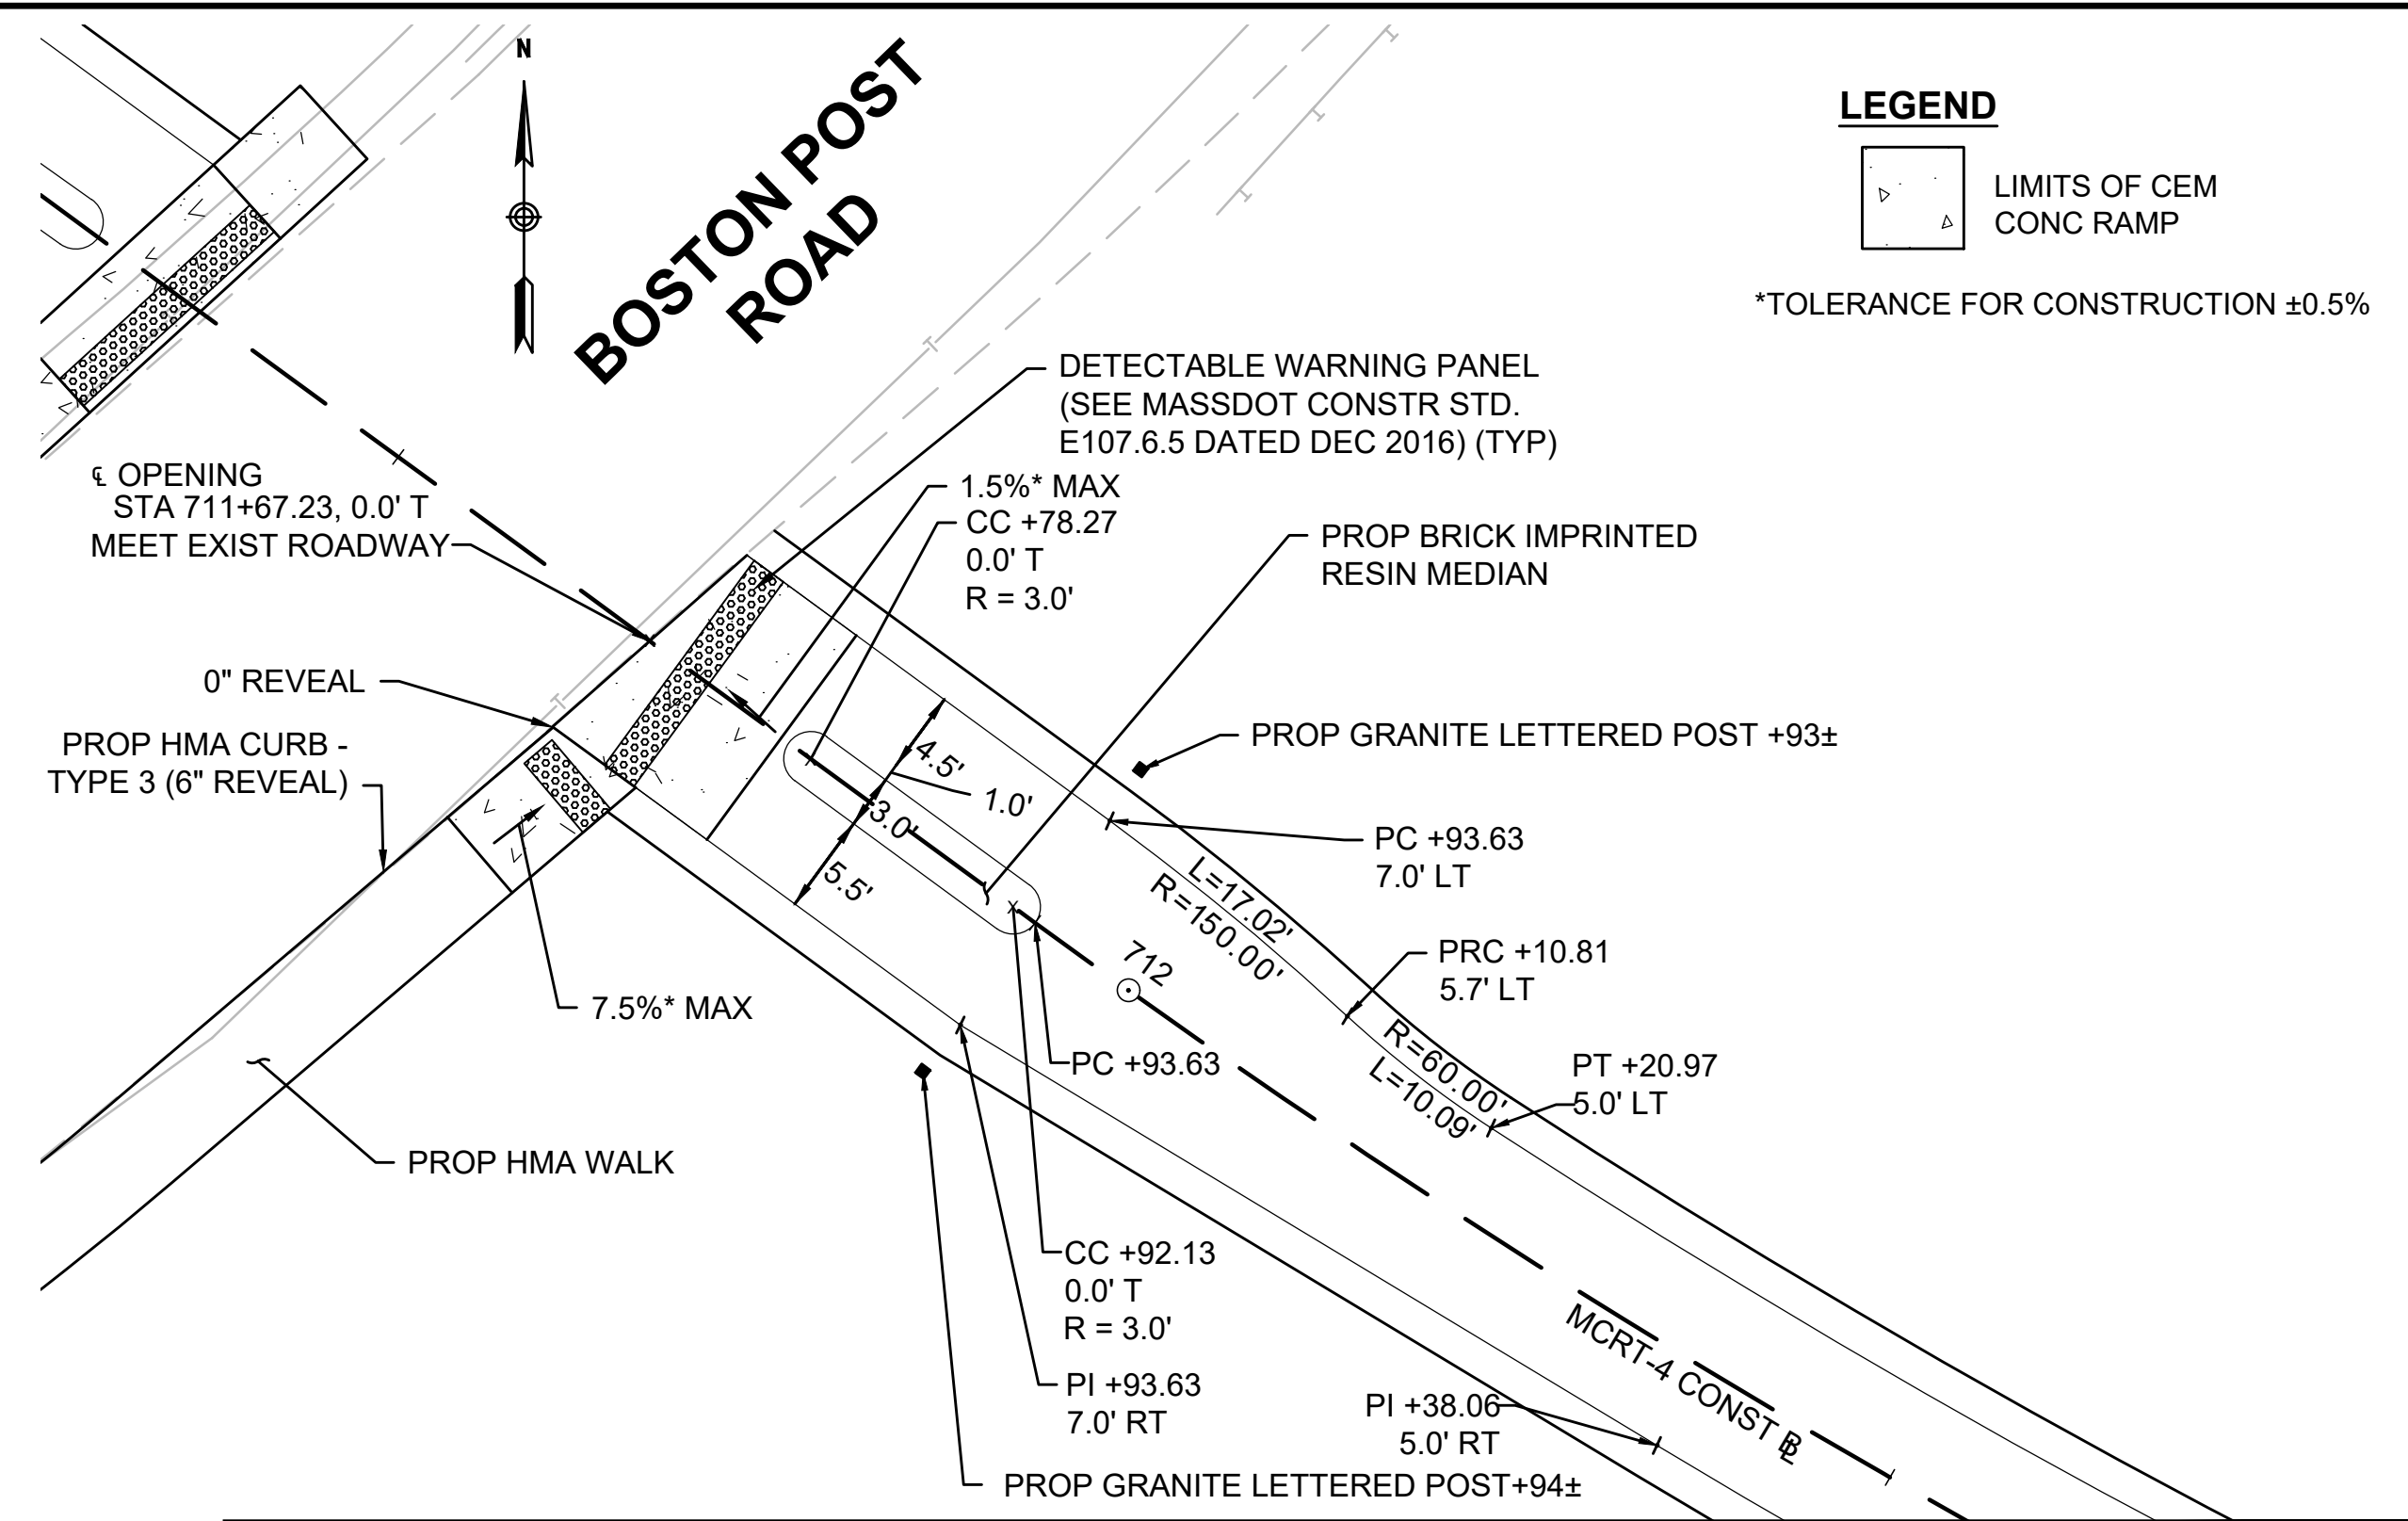 N
BOSTON POST
ROAD
LEGEND
LIMITS OF CEM
CONC RAMP
*TOLERANCE FOR CONSTRUCTION ±0.5%
DETECTABLE WARNING PANEL
(SEE MASSDOT CONSTR STD.
E107.6.5 DATED DEC 2016) (TYP)
℄ OPENING
STA 711+67.23, 0.0' T
MEET EXIST ROADWAY
1.5%* MAX
CC +78.27
0.0' T
R = 3.0'
PROP BRICK IMPRINTED
RESIN MEDIAN
0" REVEAL
PROP HMA CURB -
TYPE 3 (6" REVEAL)
PROP GRANITE LETTERED POST +93±
4.5'
1.0'
3.0'
5.5'
PC +93.63
7.0' LT
L=17.02'
R=150.00'
712
PRC +10.81
5.7' LT
7.5%* MAX
PC +93.63
R=60.00'
L=10.09'
PT +20.97
5.0' LT
PROP HMA WALK
CC +92.13
0.0' T
R = 3.0'
PI +93.63
7.0' RT
PI +38.06
5.0' RT
MCRT-4 CONST BL
PROP GRANITE LETTERED POST+94±